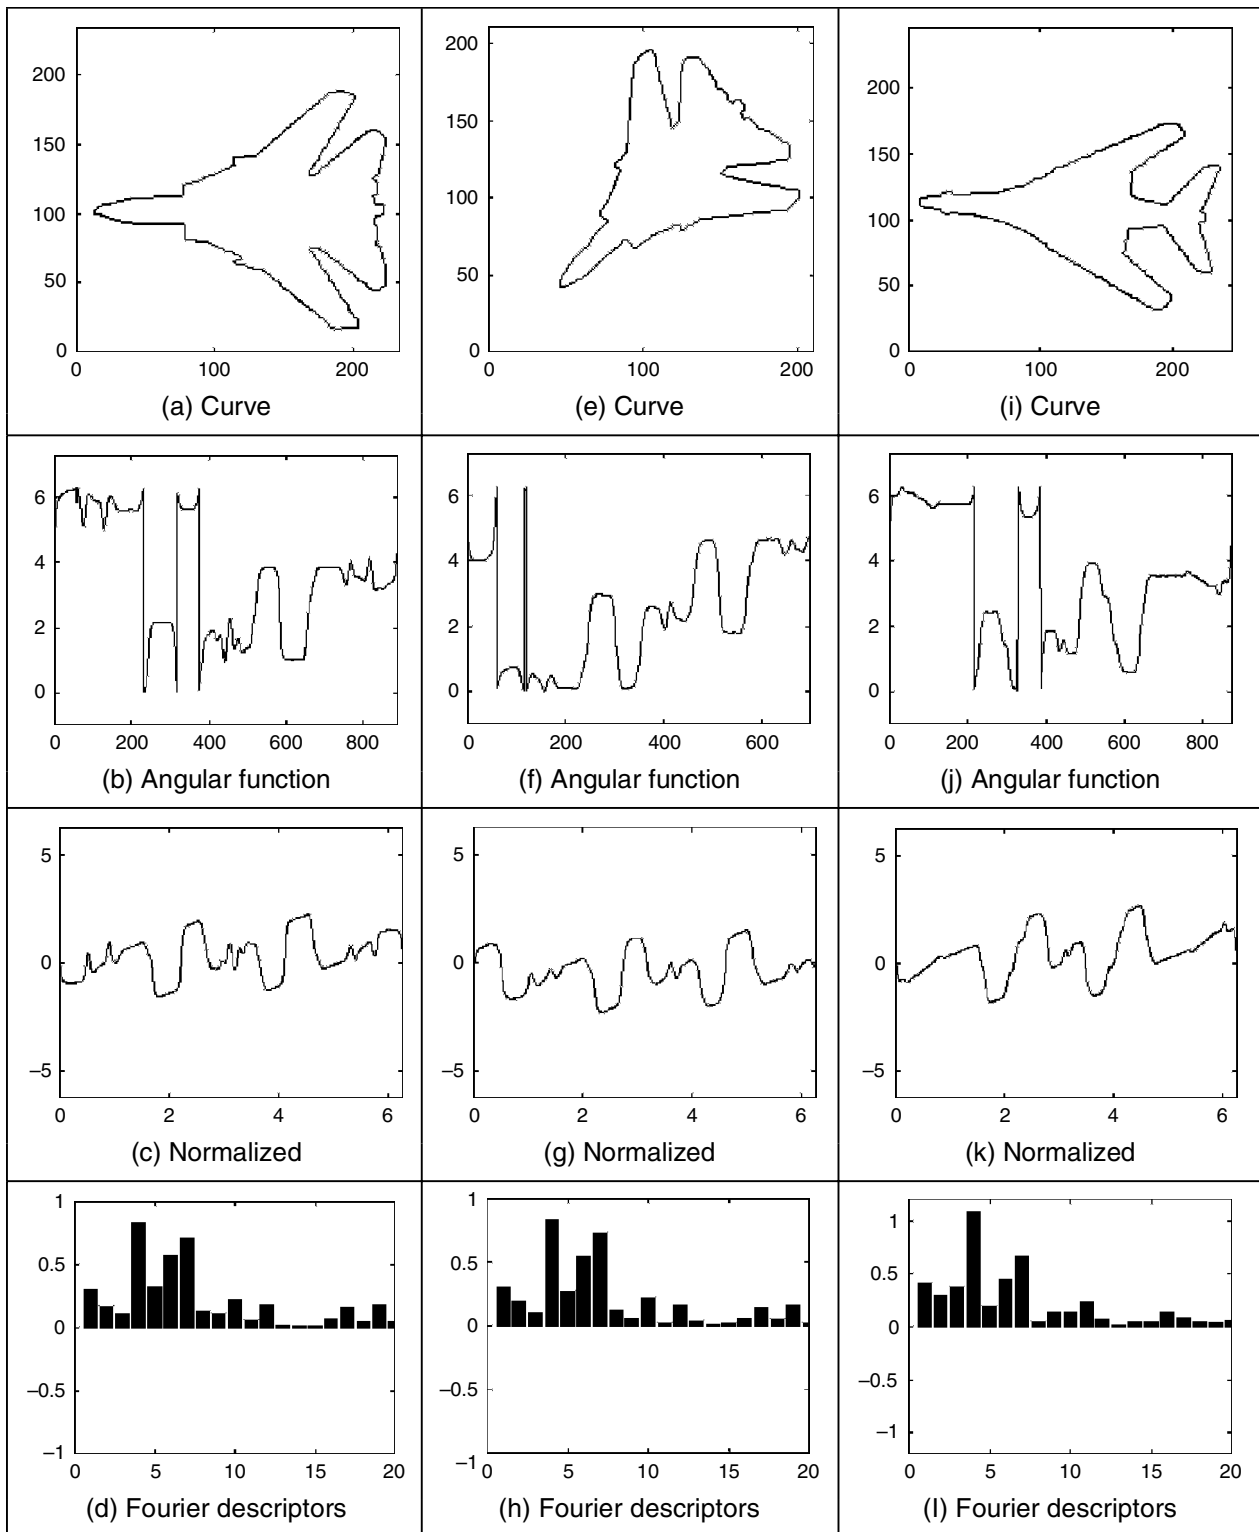 200
150
100
50
0
0 100 200
(a) Curve
200
150
100
50
0
0 100 200
(e) Curve
200
150
100
50
0
0 100 200
(i) Curve
6
4
2
0
0 200 400 600 800
(b) Angular function
6
4
2
0
0 200 400 600
(f) Angular function
6
4
2
0
0 200 400 600 800
(j) Angular function
5
0
–5
0 2 4 6
(c) Normalized
5
0
–5
0 2 4 6
(g) Normalized
5
0
–5
0 2 4 6
(k) Normalized
1
0.5
0
–0.5
–1
0 5 10 15 20
(d) Fourier descriptors
1
0.5
0
–0.5
–1
0 5 10 15 20
(h) Fourier descriptors
1
0.5
0
–0.5
–1
0 5 10 15 20
(l) Fourier descriptors